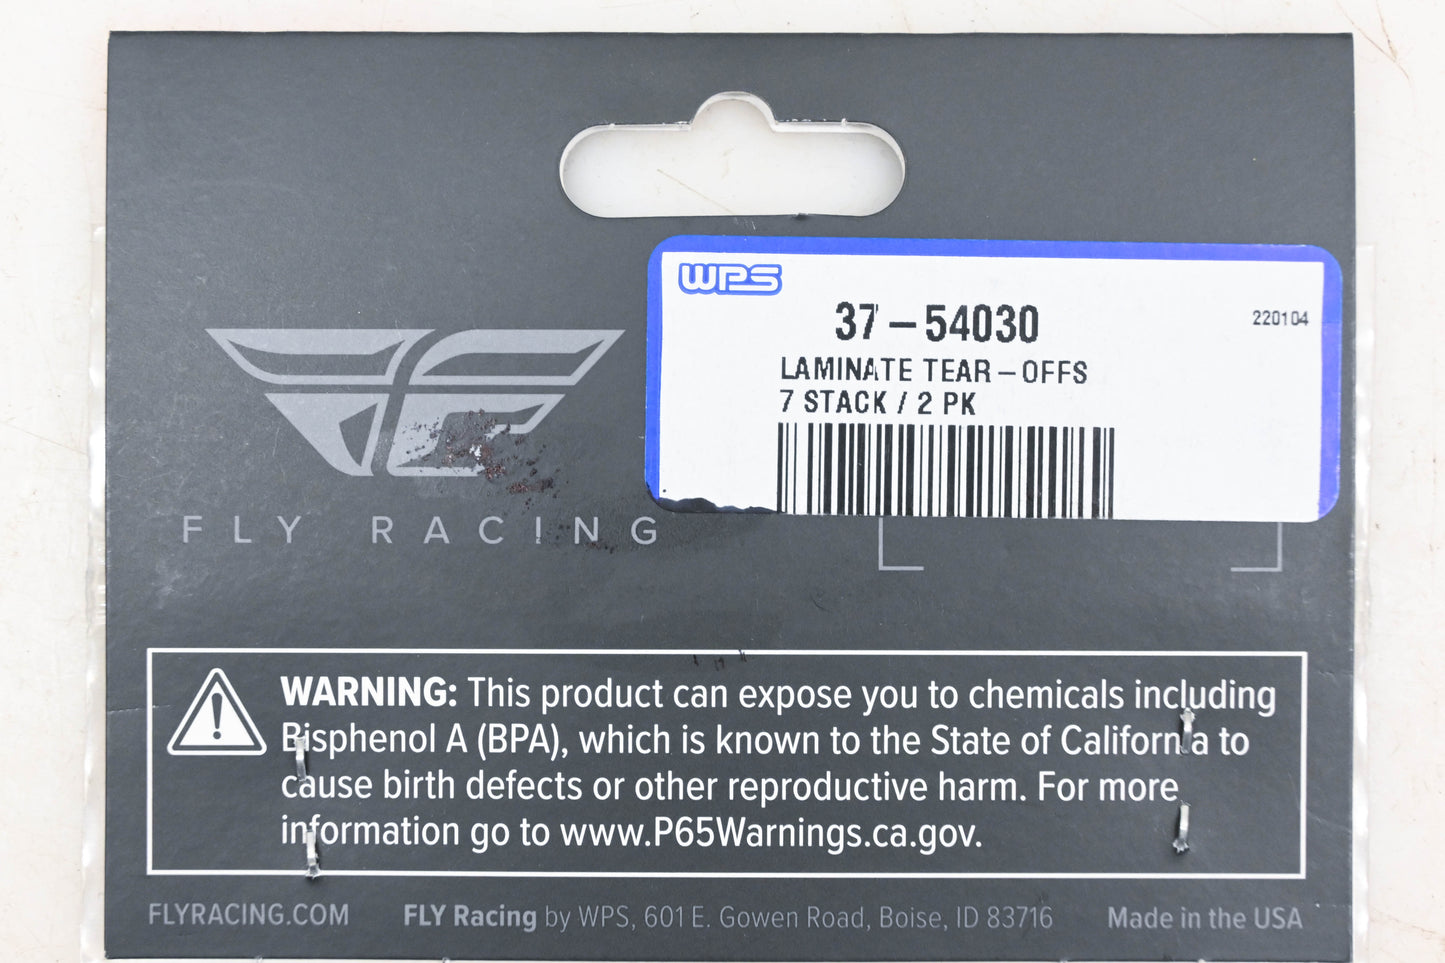 WPS
37-54030
220104
LAMINATE TEAR-OFFS
7 STACK / 2 PK
FLY RACING
WARNING: This product can expose you to chemicals including
Bisphenol A (BPA), which is known to the State of California to
cause birth defects or other reproductive harm. For more
information go to www.P65Warnings.ca.gov.
FLYRACING.COM
FLY Racing by WPS, 601 E. Gowen Road, Boise, ID 83716
Made in the USA